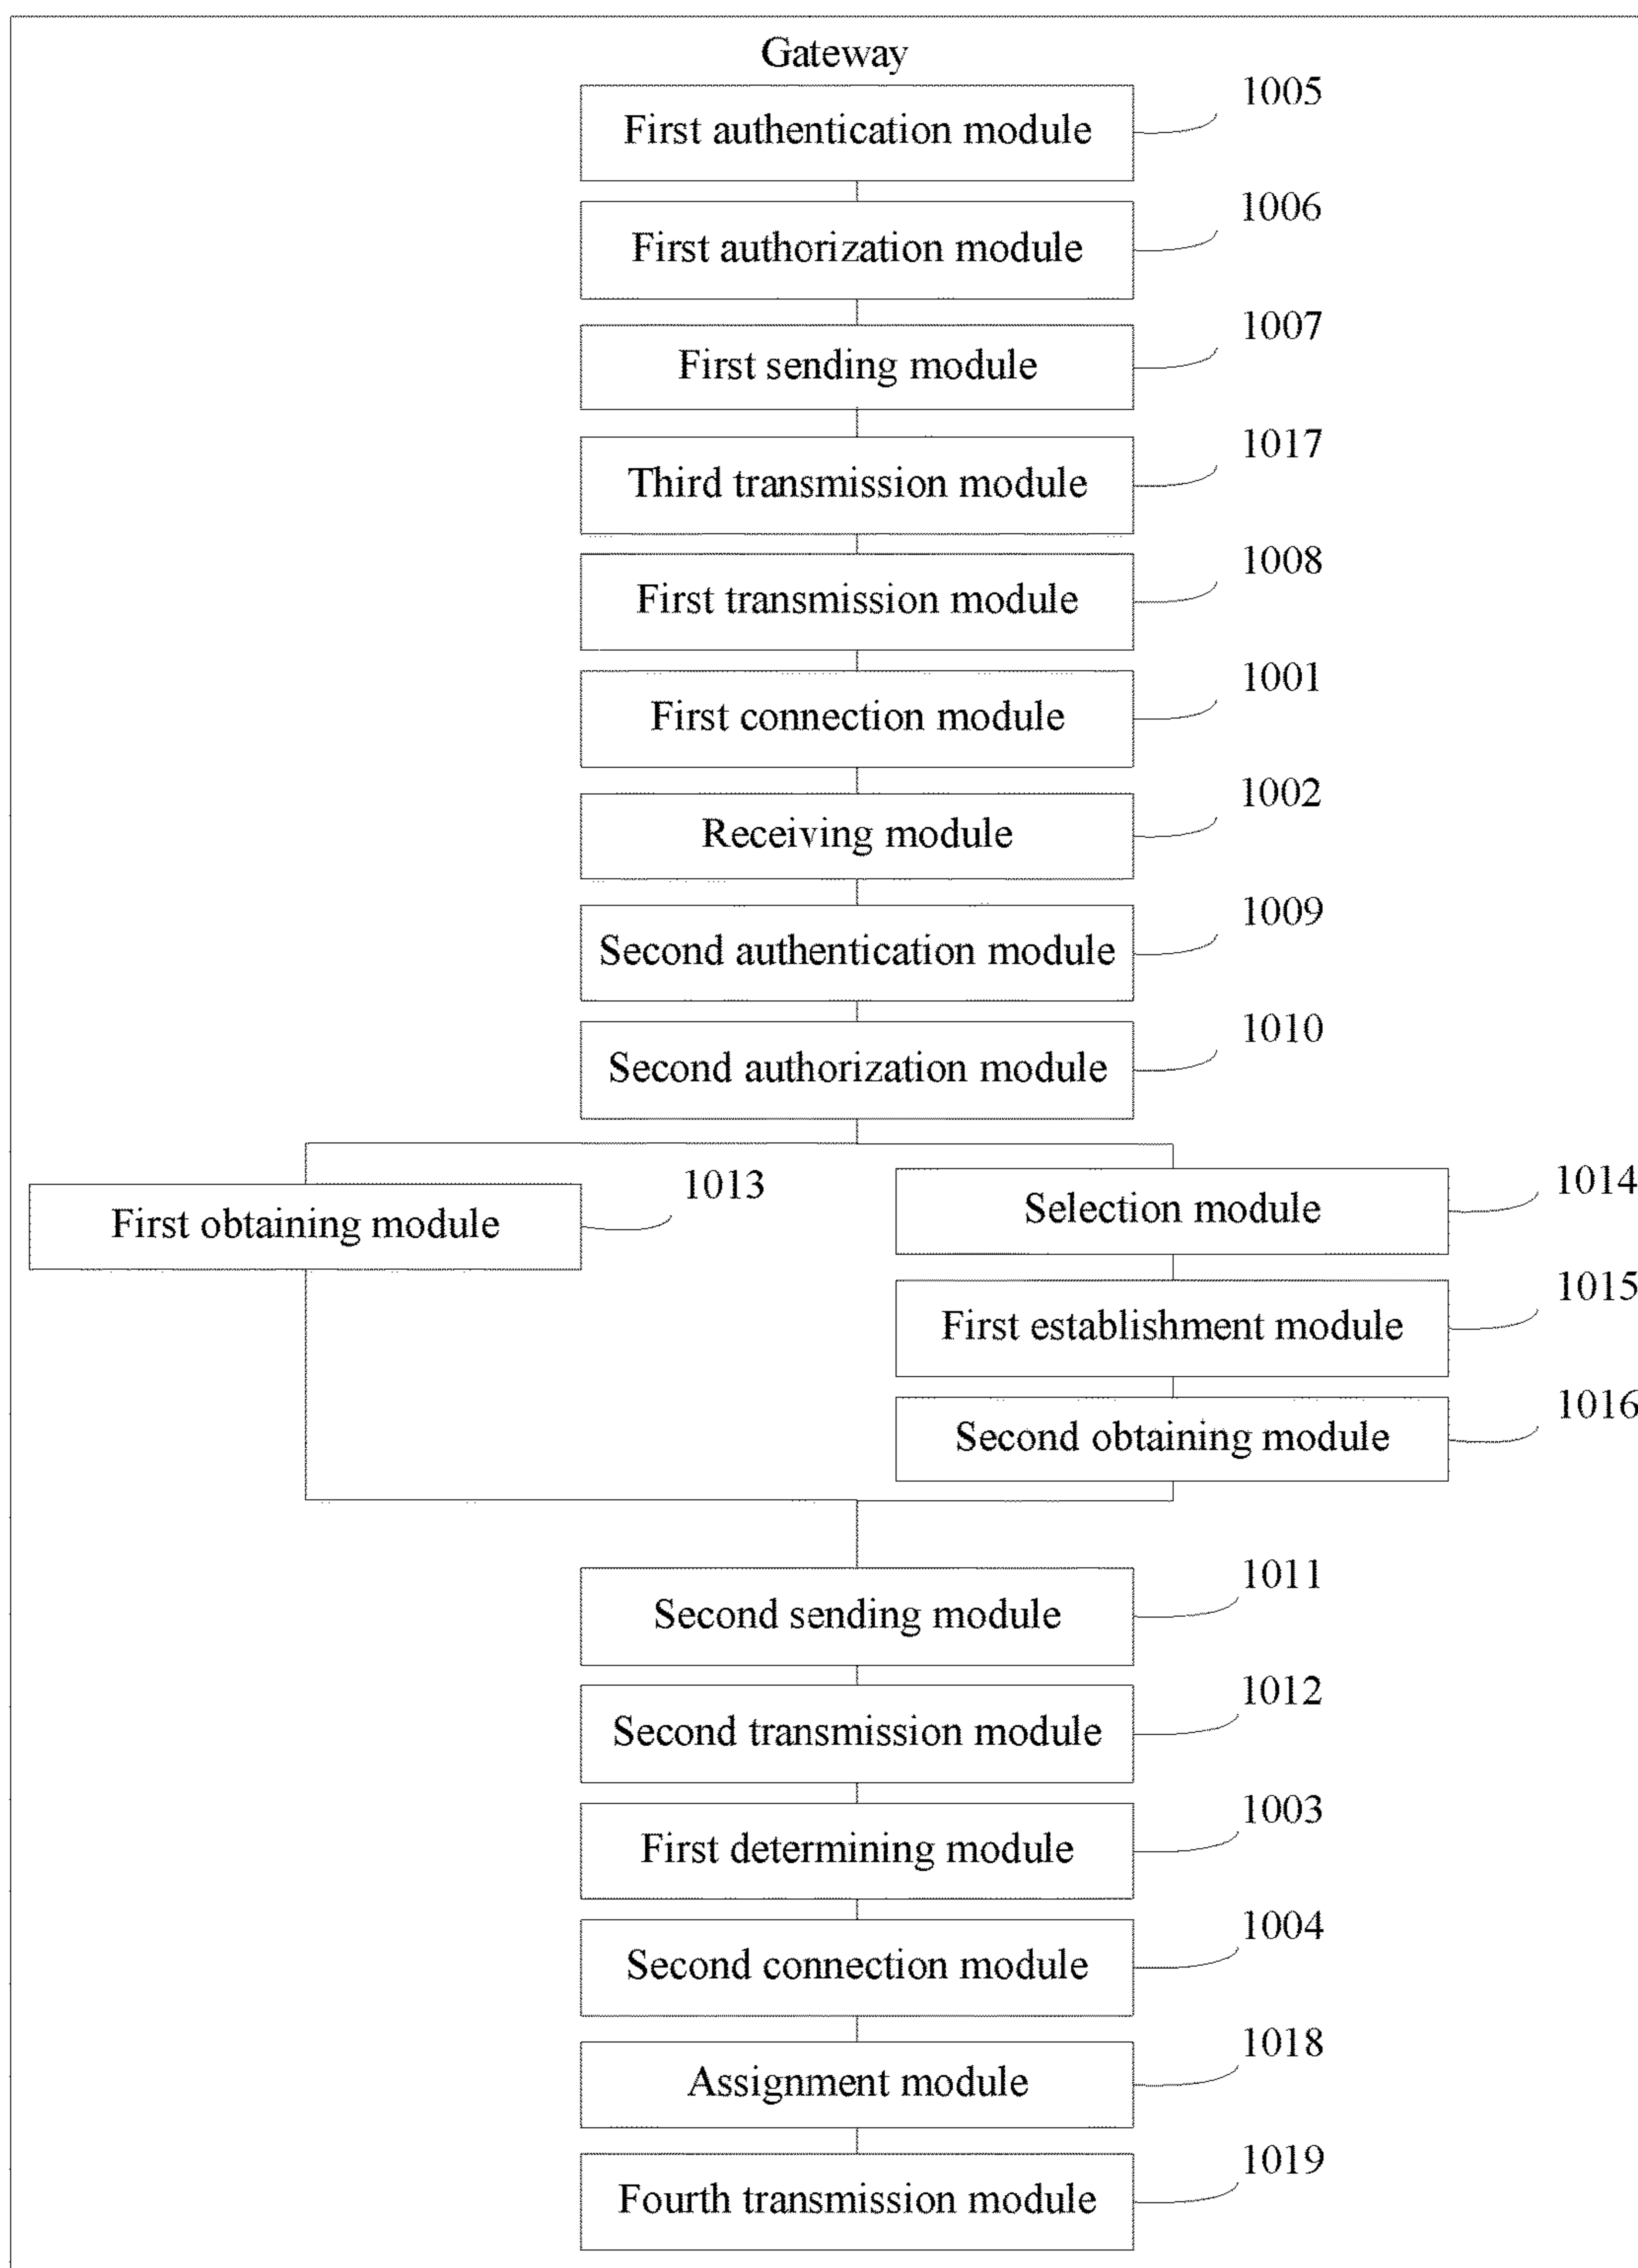 Gateway
First authentication module
1005
First authorization module
1006
First sending module
1007
Third transmission module
1017
First transmission module
1008
First connection module
1001
Receiving module
1002
Second authentication module
1009
Second authorization module
1010
First obtaining module
1013
Selection module
1014
First establishment module
1015
Second obtaining module
1016
Second sending module
1011
Second transmission module
1012
First determining module
1003
Second connection module
1004
Assignment module
1018
Fourth transmission module
1019